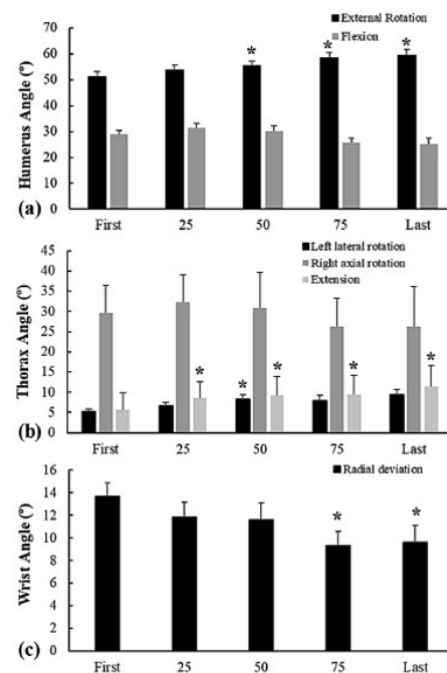 External Rotation
Flexion
Humerus Angle (°)
70
60
50
40
30
20
10
0
* * *
(a)
First 25 50 75 Last
Left lateral rotation
Right axial rotation
Extension
Thorax Angle (°)
45
40
35
30
25
20
15
10
5
0
* * * * *
(b)
First 25 50 75 Last
Radial deviation
Wrist Angle (°)
16
14
12
10
8
6
4
2
0
* *
(c)
First 25 50 75 Last